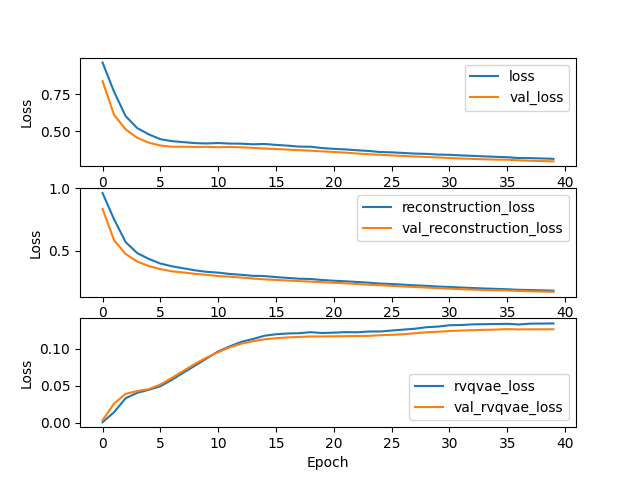 Loss
0.75
0.50
loss
val_loss
0 5 10 15 20 25 30 35 40
Loss
1.0
0.5
reconstruction_loss
val_reconstruction_loss
0 5 10 15 20 25 30 35 40
Loss
0.10
0.05
0.00
rvqvae_loss
val_rvqvae_loss
0 5 10 15 20 25 30 35 40
Epoch